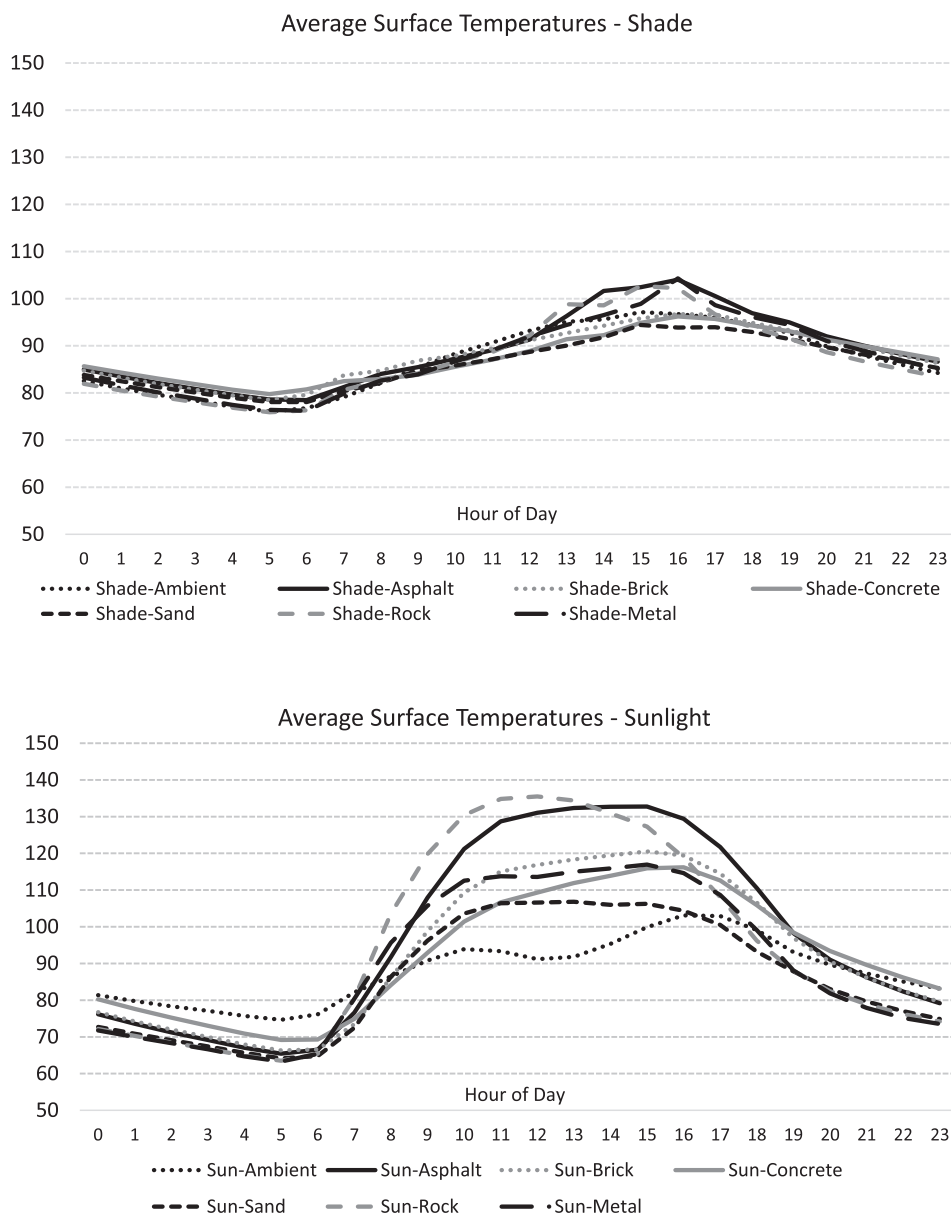 Average Surface Temperatures - Shade
150
140
130
120
110
100
90
80
70
60
50
Hour of Day
0 1 2 3 4 5 6 7 8 9 10 11 12 13 14 15 16 17 18 19 20 21 22 23
Shade-Ambient Shade-Asphalt Shade-Brick Shade-Concrete
Shade-Sand Shade-Rock Shade-Metal
Average Surface Temperatures - Sunlight
150
140
130
120
110
100
90
80
70
60
50
Hour of Day
0 1 2 3 4 5 6 7 8 9 10 11 12 13 14 15 16 17 18 19 20 21 22 23
Sun-Ambient Sun-Asphalt Sun-Brick Sun-Concrete
Sun-Sand Sun-Rock Sun-Metal